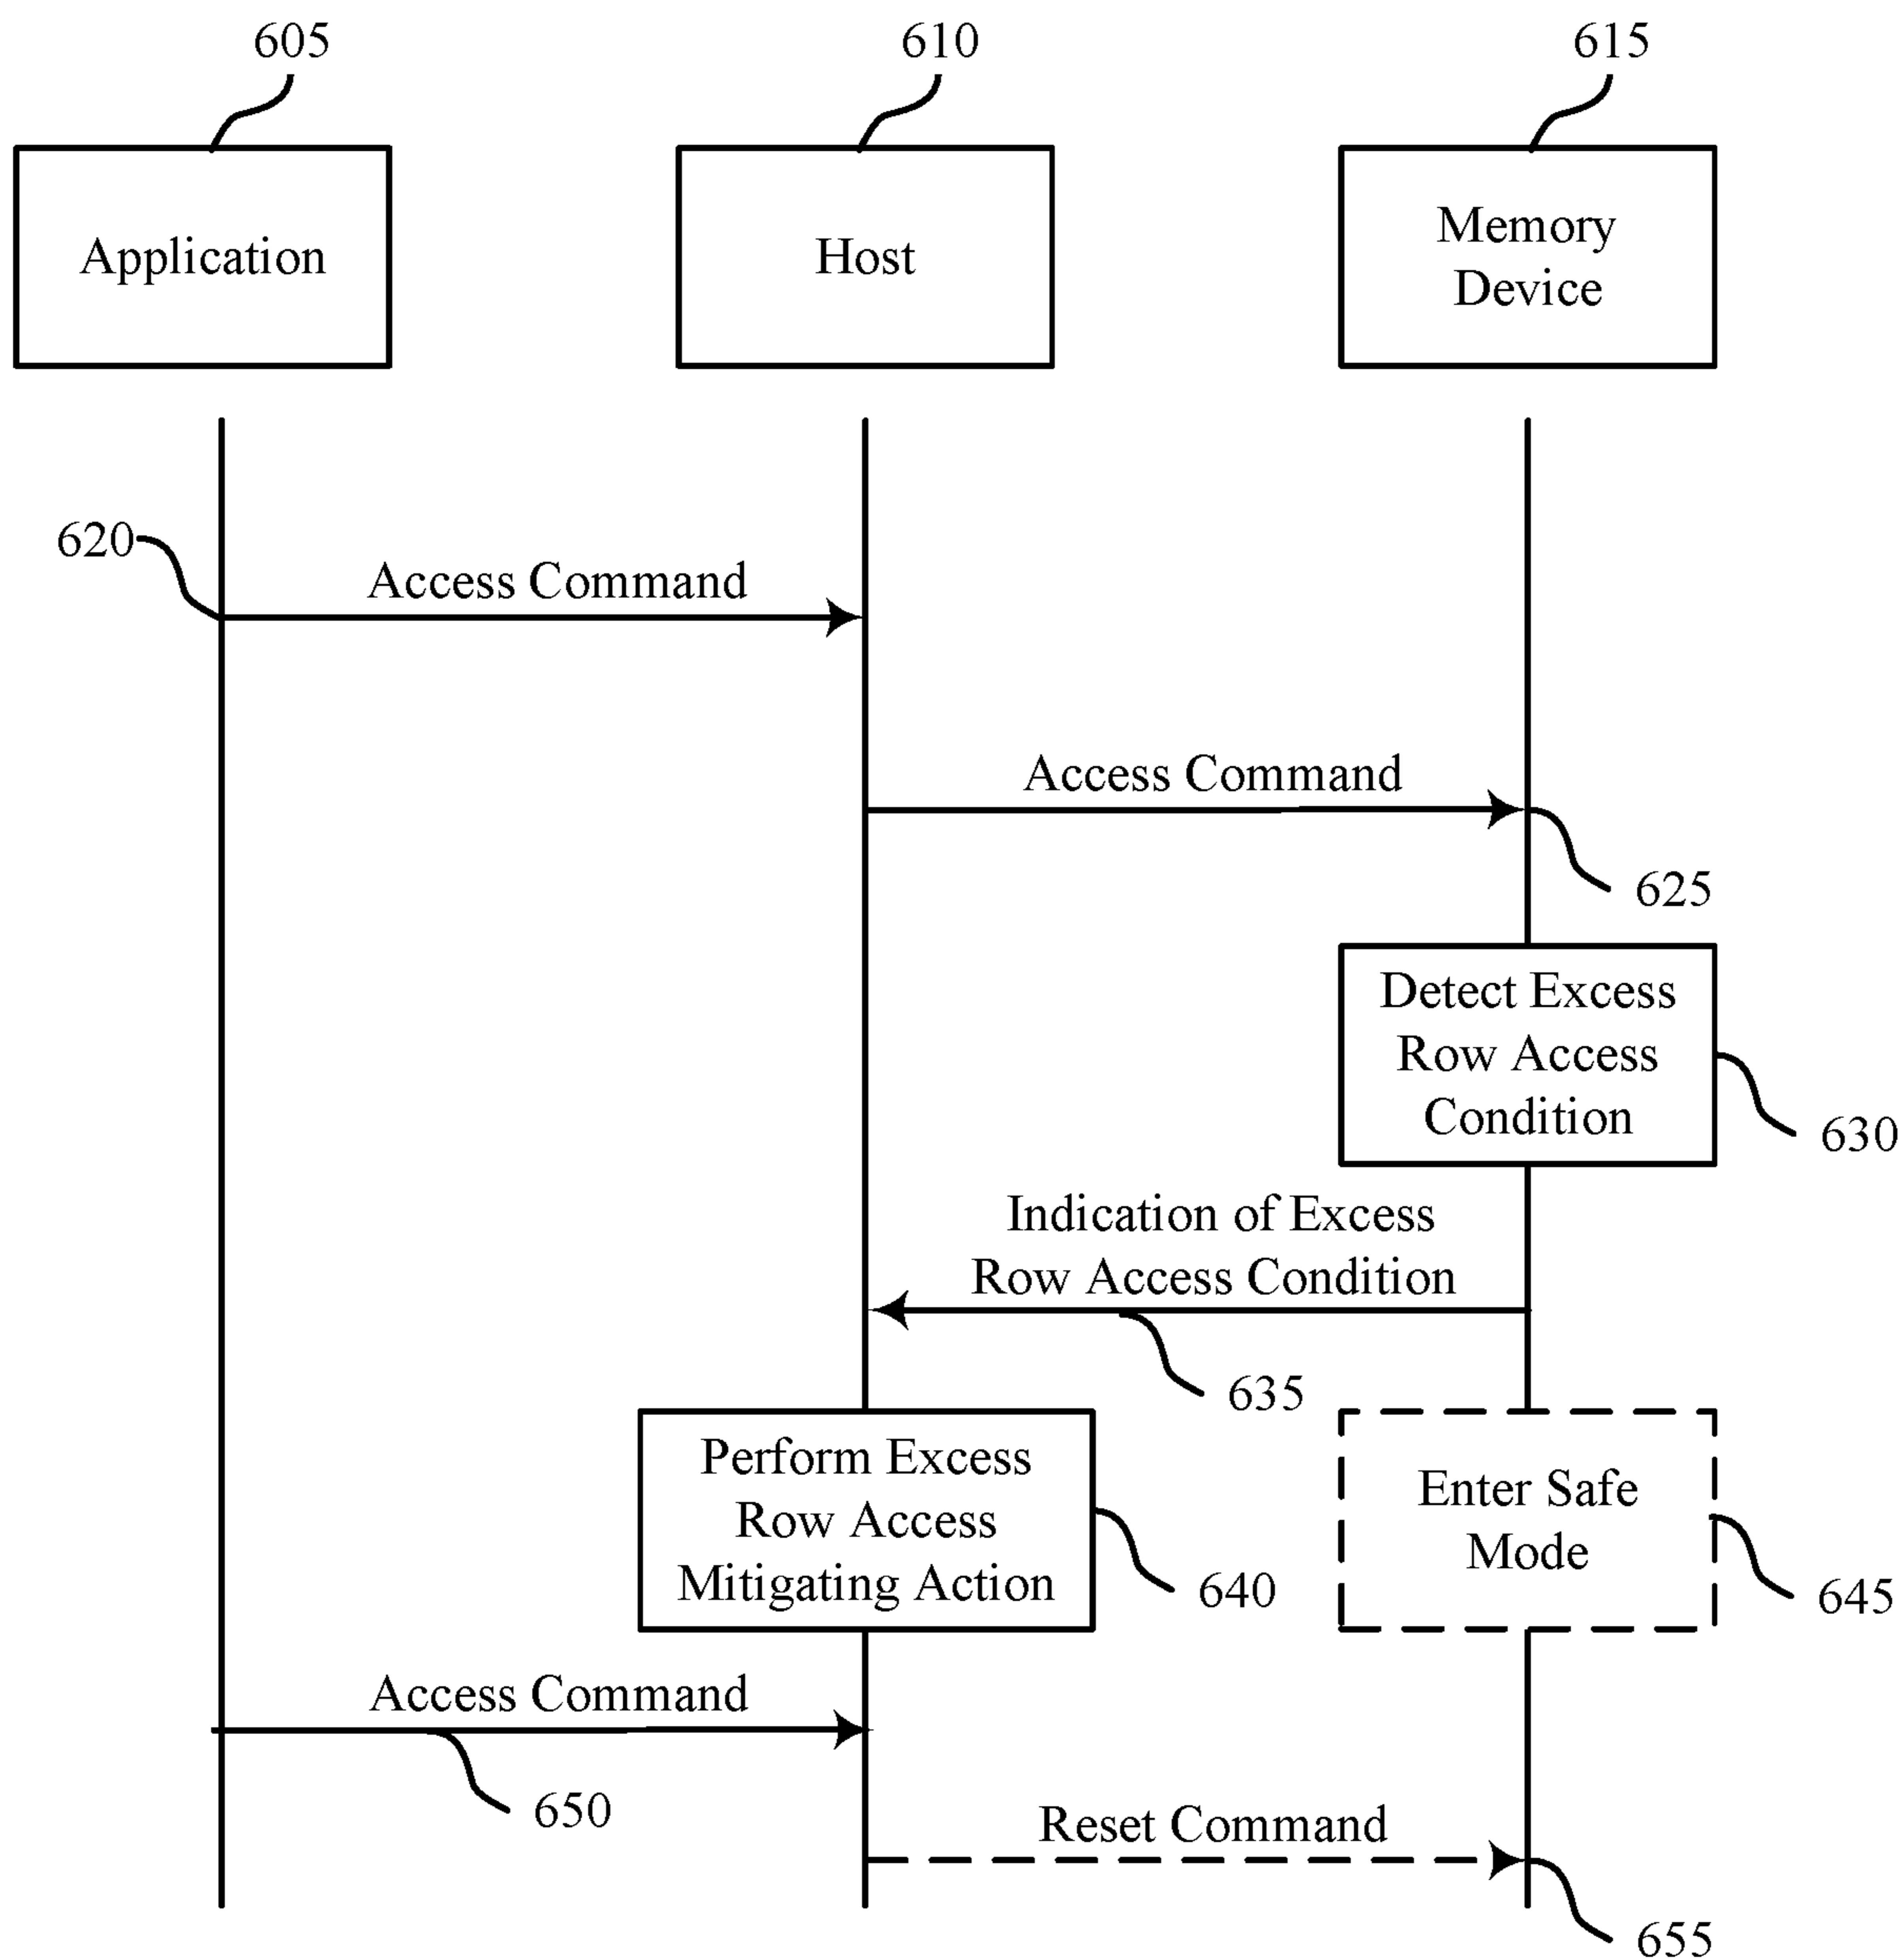 605
610
615
Application
Host
Memory
Device
620
Access Command
Access Command
625
Detect Excess
Row Access
Condition
630
Indication of Excess
Row Access Condition
635
Perform Excess
Row Access
Mitigating Action
640
Enter Safe
Mode
645
Access Command
650
Reset Command
655